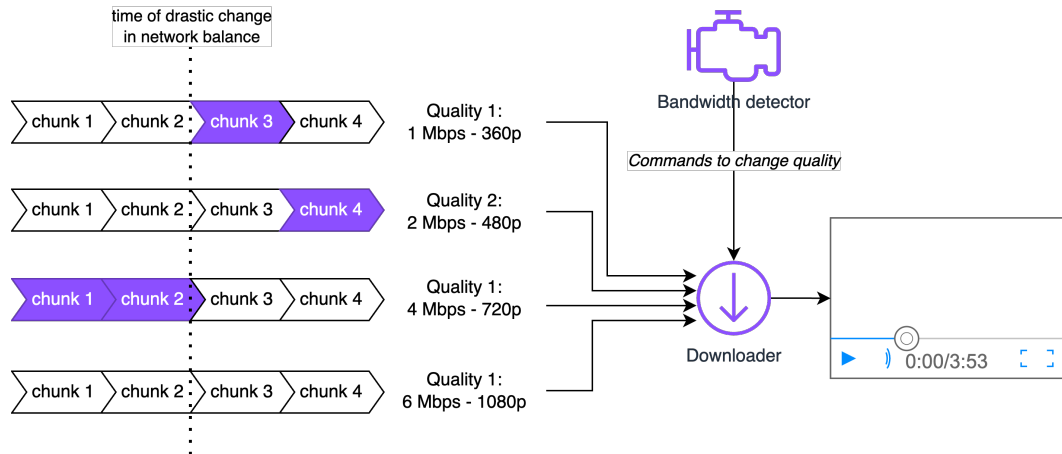 time of drastic change
in network balance
Bandwidth detector
Commands to change quality
chunk 1 chunk 2 chunk 3 chunk 4
Quality 1:
1 Mbps - 360p
chunk 1 chunk 2 chunk 3 chunk 4
Quality 2:
2 Mbps - 480p
chunk 1 chunk 2 chunk 3 chunk 4
Quality 1:
4 Mbps - 720p
chunk 1 chunk 2 chunk 3 chunk 4
Quality 1:
6 Mbps - 1080p
Downloader
0:00/3:53